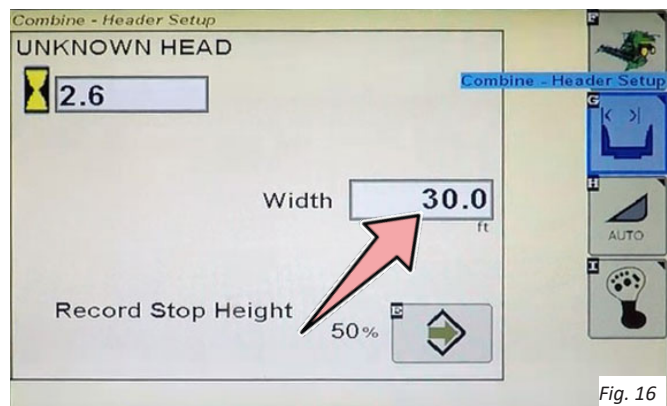 Combine - Header Setup
UNKNOWN HEAD
2.6
Width 30.0
ft
Record Stop Height
50% E
F
Combine - Header Setup
G
H
AUTO
I
Fig. 16